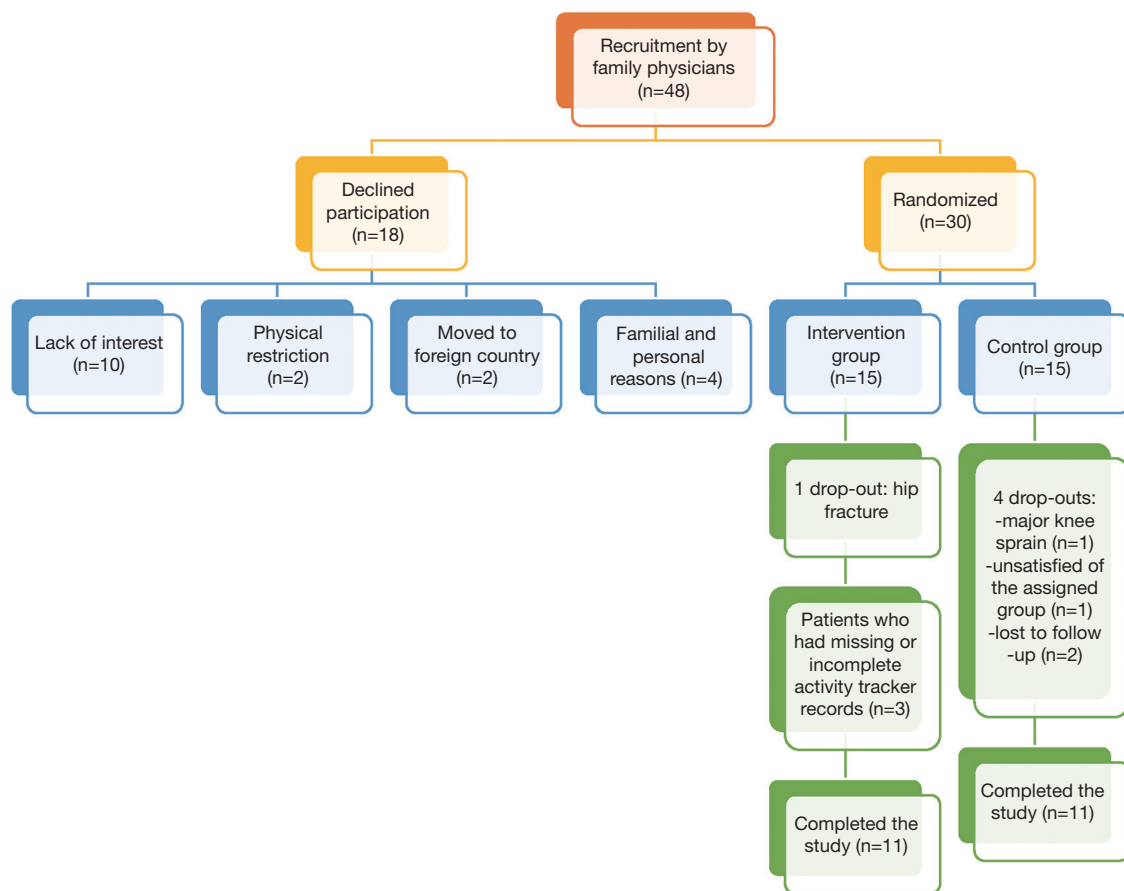 Recruitment by
family physicians
(n=48)
Declined
participation
(n=18)
Randomized
(n=30)
Lack of interest
(n=10)
Physical
restriction
(n=2)
Moved to
foreign country
(n=2)
Familial and
personal
reasons (n=4)
Intervention
group
(n=15)
Control group
(n=15)
1 drop-out: hip
fracture
4 drop-outs:
-major knee
sprain (n=1)
-unsatisfied of
the assigned
group (n=1)
-lost to follow
-up (n=2)
Patients who
had missing or
incomplete
activity tracker
records (n=3)
Completed the
study (n=11)
Completed the
study (n=11)